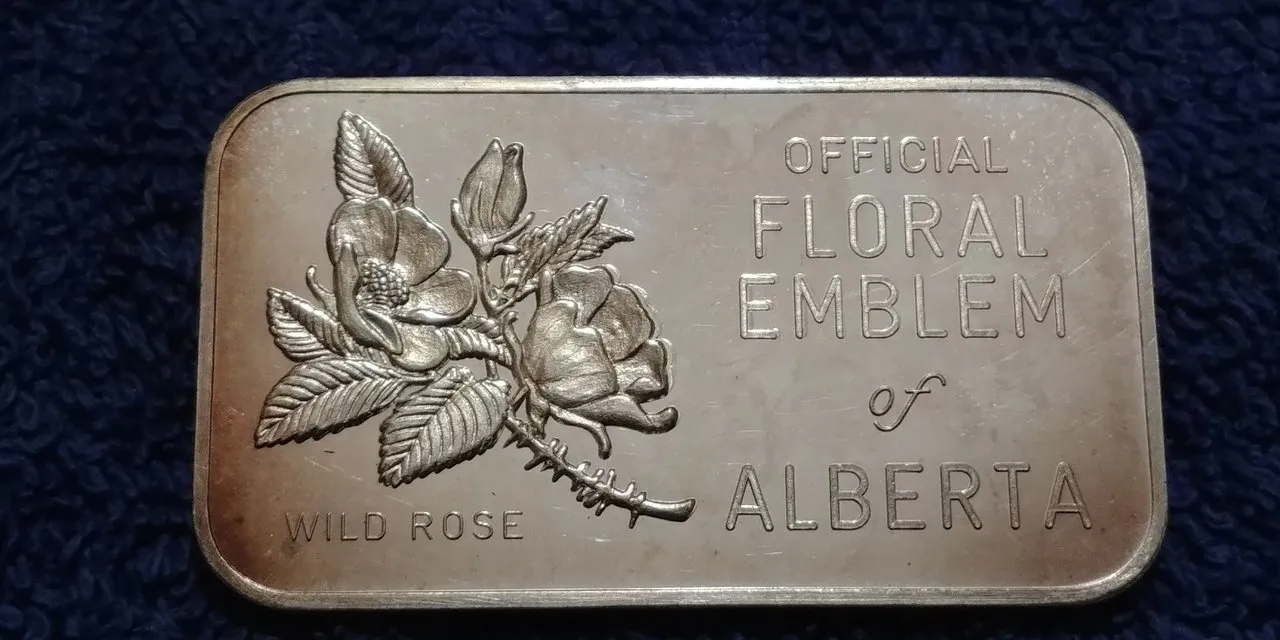 OFFICIAL
FLORAL
EMBLEM
of
ALBERTA
WILD ROSE